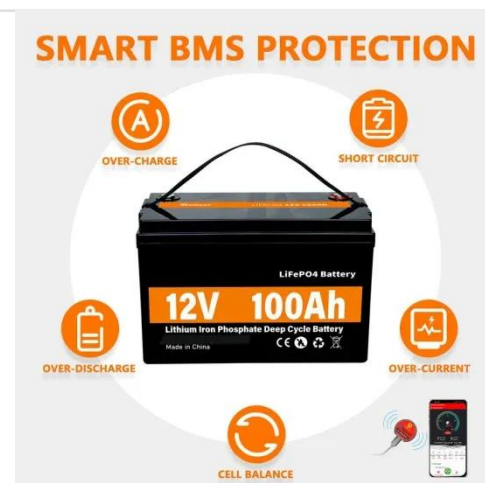 SMART BMS PROTECTION
OVER-CHARGE
SHORT CIRCUIT
LiFePO4 Battery
12V 100Ah
Lithium Iron Phosphate Deep Cycle Battery
Made in China
CE
OVER-DISCHARGE
OVER-CURRENT
CELL BALANCE